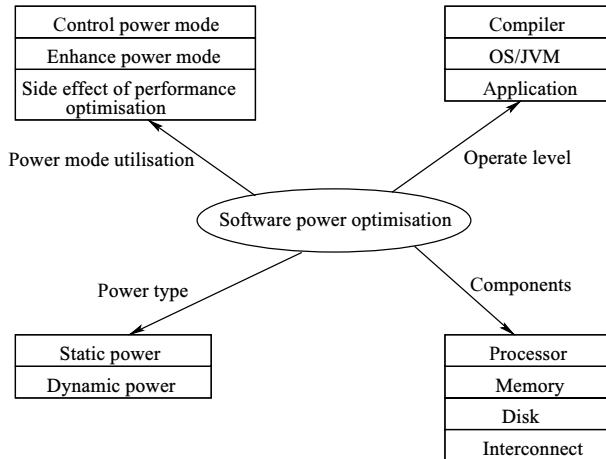 Control power mode
Enhance power mode
Side effect of performance
optimisation
Compiler
OS/JVM
Application
Power mode utilisation
Operate level
Software power optimisation
Power type
Components
Static power
Dynamic power
Processor
Memory
Disk
Interconnect